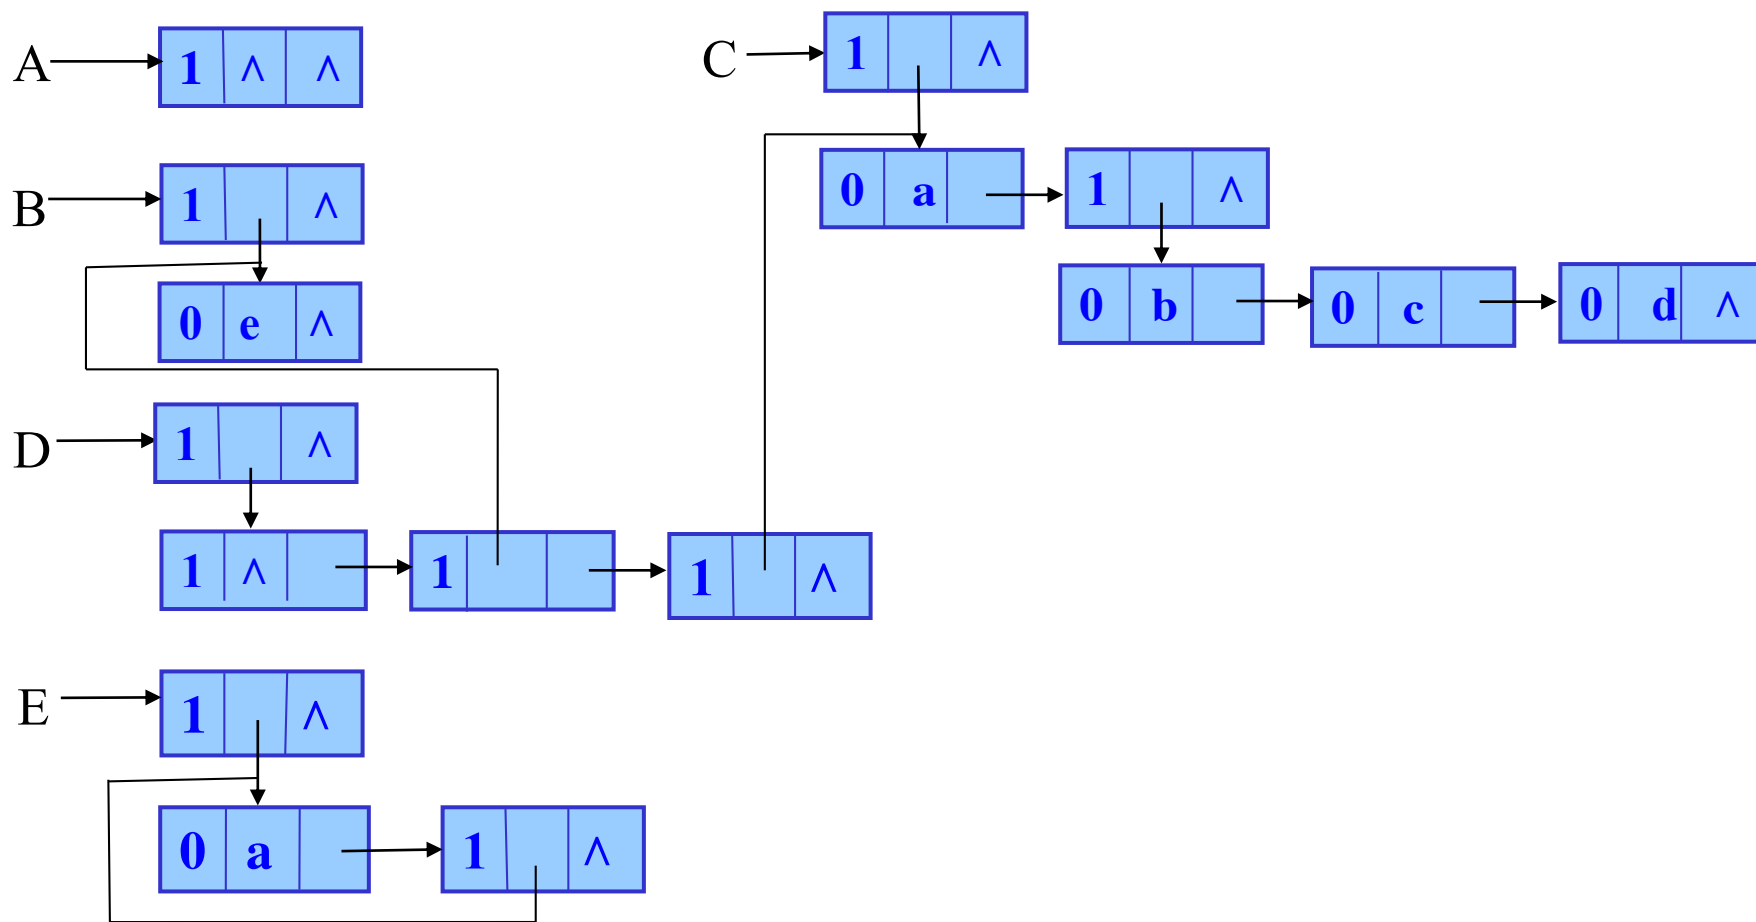 A 1 ^ ^
C 1 ^
0 a 1 ^
B 1 ^
0 b 0 c 0 d ^
0 e ^
D 1 ^
1 ^ 1 1 ^
E 1 ^
0 a 1 ^